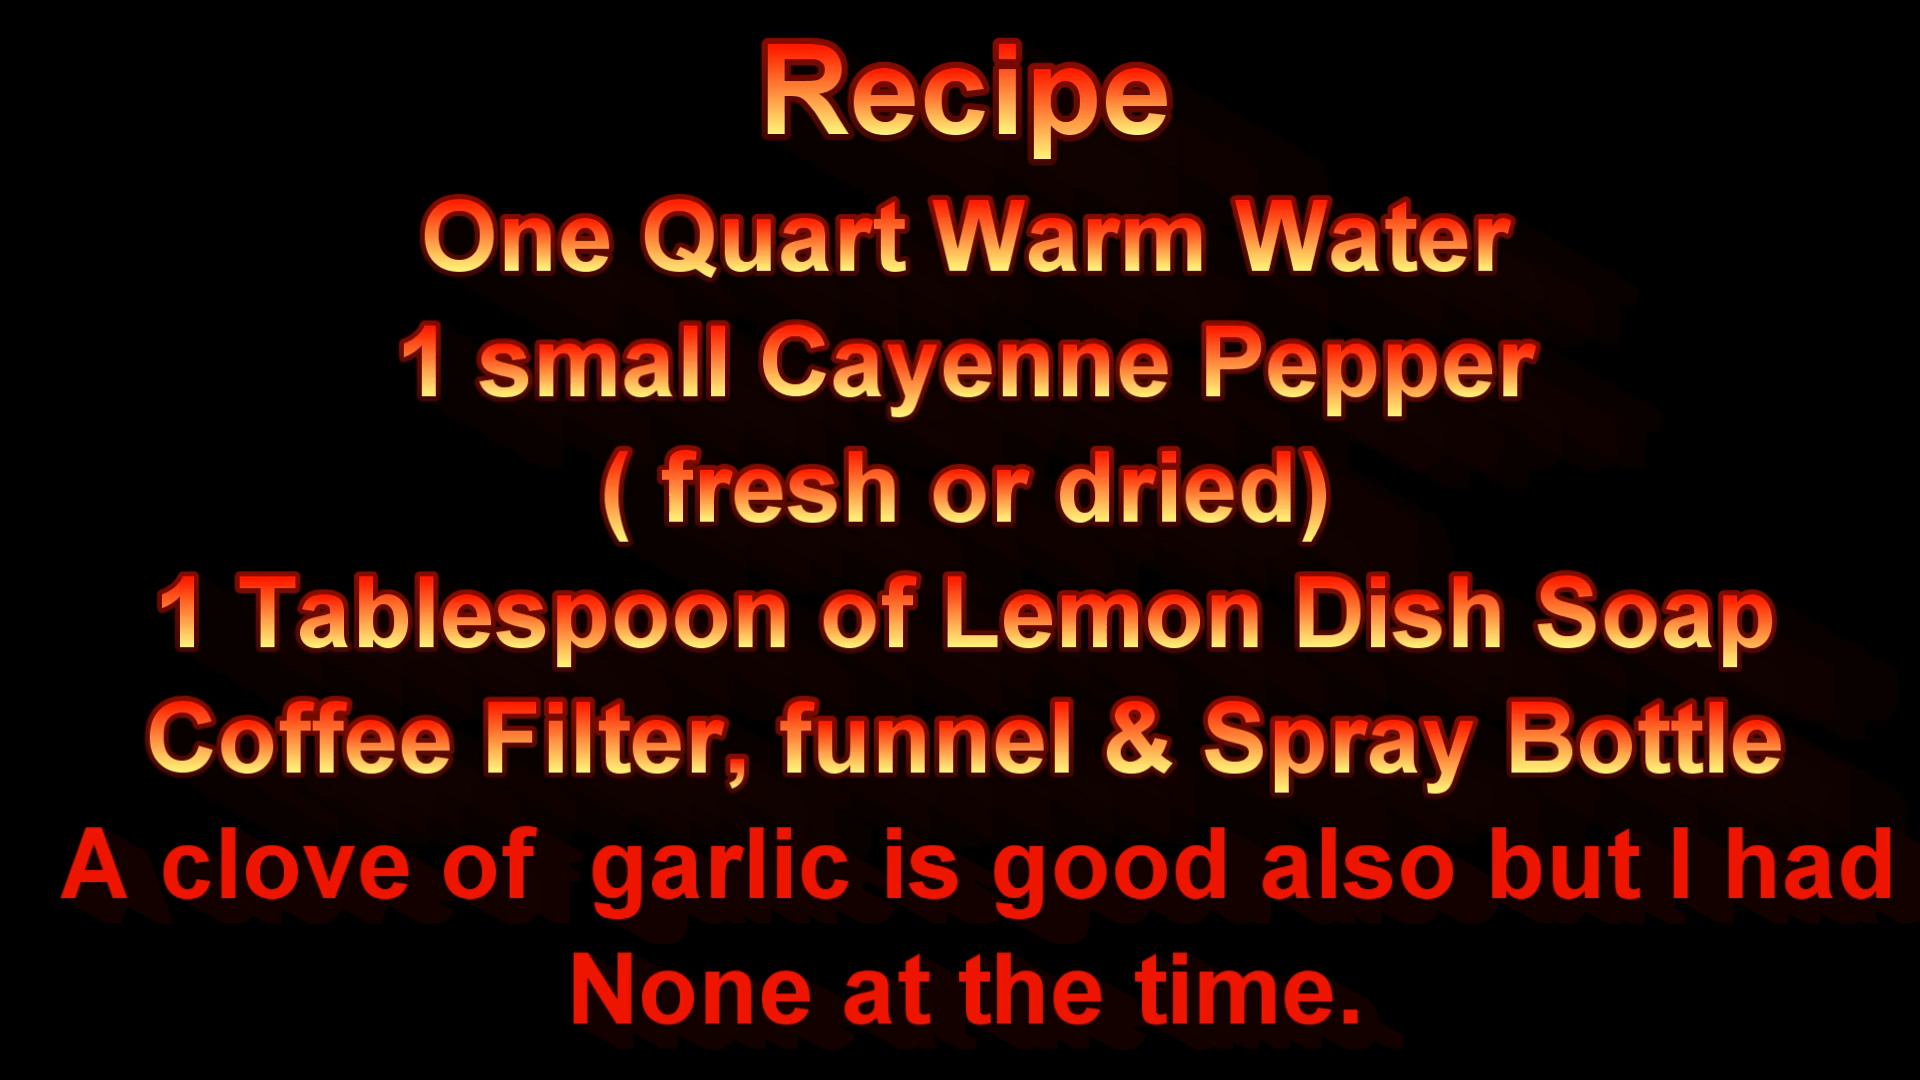 Recipe
One Quart Warm Water
1 small Cayenne Pepper
( fresh or dried)
1 Tablespoon of Lemon Dish Soap
Coffee Filter, funnel & Spray Bottle
A clove of  garlic is good also but I had
None at the time.